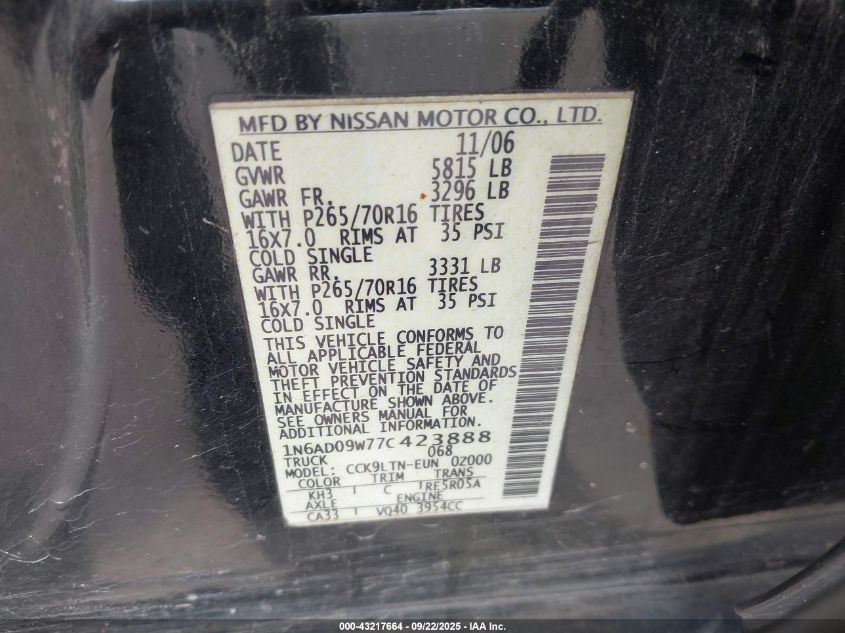 MFD BY NISSAN MOTOR CO., LTD.
DATE 11/06
GVWR 5815 LB
GAWR FR. 3296 LB
WITH P265/70R16 TIRES
16X7.0 RIMS AT 35 PSI
COLD SINGLE
GAWR RR. 3331 LB
WITH P265/70R16 TIRES
16X7.0 RIMS AT 35 PSI
COLD SINGLE
THIS VEHICLE CONFORMS TO
ALL APPLICABLE FEDERAL
MOTOR VEHICLE SAFETY AND
THEFT PREVENTION STANDARDS
IN EFFECT ON THE DATE OF
MANUFACTURE SHOWN ABOVE.
SEE OWNERS MANUAL FOR
ADDITIONAL INFORMATION.
1N6AD09W77C423888
TRUCK 068
MODEL: CCK9LTN-EUN 0Z000
COLOR TRIM TRANS
KH3 C RE5R05A
AXLE ENGINE
CA33 VQ40 3954CC
000-43217664 - 09/22/2025 - IAA Inc.